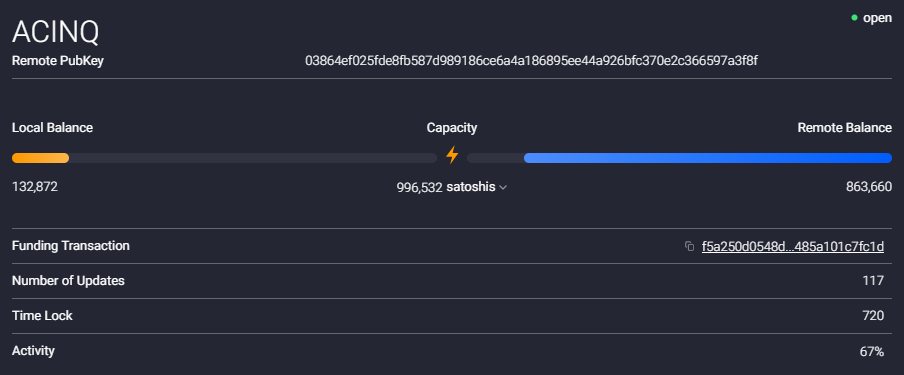 ACINQ
open
Remote PubKey 03864ef025fde8fb587d989186ce6a4a186895ee44a926bfc370e2c366597a3f8f
Local Balance Capacity Remote Balance
132,872 996,532 satoshis 863,660
Funding Transaction f5a250d0548d...485a101c7fc1d
Number of Updates 117
Time Lock 720
Activity 67%